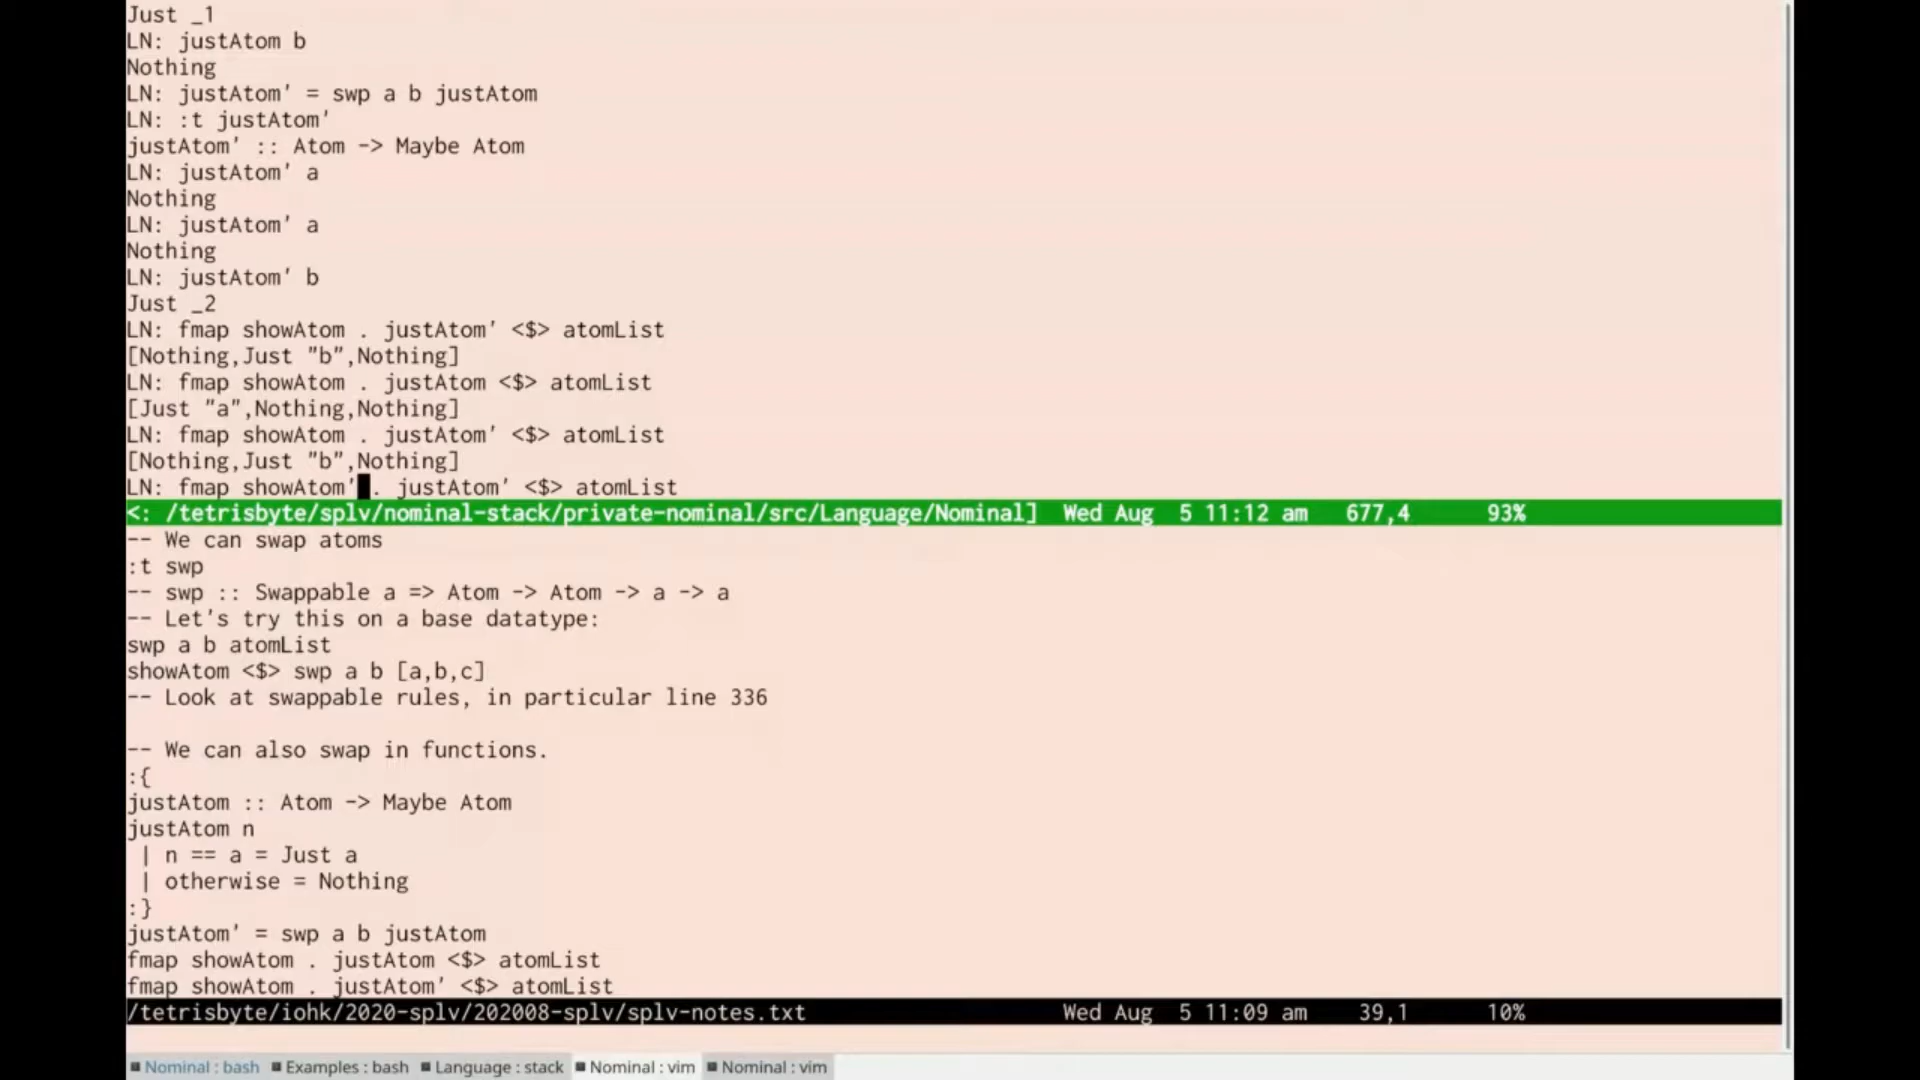 Just _1
LN: justAtom b
Nothing
LN: justAtom' = swp a b justAtom
LN: :t justAtom'
justAtom' :: Atom -> Maybe Atom
LN: justAtom' a
Nothing
LN: justAtom' a
Nothing
LN: justAtom' b
Just _2
LN: fmap showAtom . justAtom' <$> atomList
[Nothing,Just "b",Nothing]
LN: fmap showAtom . justAtom <$> atomList
[Just "a",Nothing,Nothing]
LN: fmap showAtom . justAtom' <$> atomList
[Nothing,Just "b",Nothing]
LN: fmap showAtom' . justAtom' <$> atomList
<: /tetrisbyte/splv/nominal-stack/private-nominal/src/Language/Nominal] Wed Aug 5 11:12 am 677,4 93%
-- We can swap atoms
:t swp
-- swp :: Swappable a => Atom -> Atom -> a -> a
-- Let's try this on a base datatype:
swp a b atomList
showAtom <$> swp a b [a,b,c]
-- Look at swappable rules, in particular line 336
-- We can also swap in functions.
:{
justAtom :: Atom -> Maybe Atom
justAtom n
 | n == a = Just a
 | otherwise = Nothing
:}
justAtom' = swp a b justAtom
fmap showAtom . justAtom <$> atomList
fmap showAtom . justAtom' <$> atomList
/tetrisbyte/iohk/2020-splv/202008-splv/splv-notes.txt Wed Aug 5 11:09 am 39,1 10%
Nominal : bash Examples : bash Language : stack Nominal : vim Nominal : vim